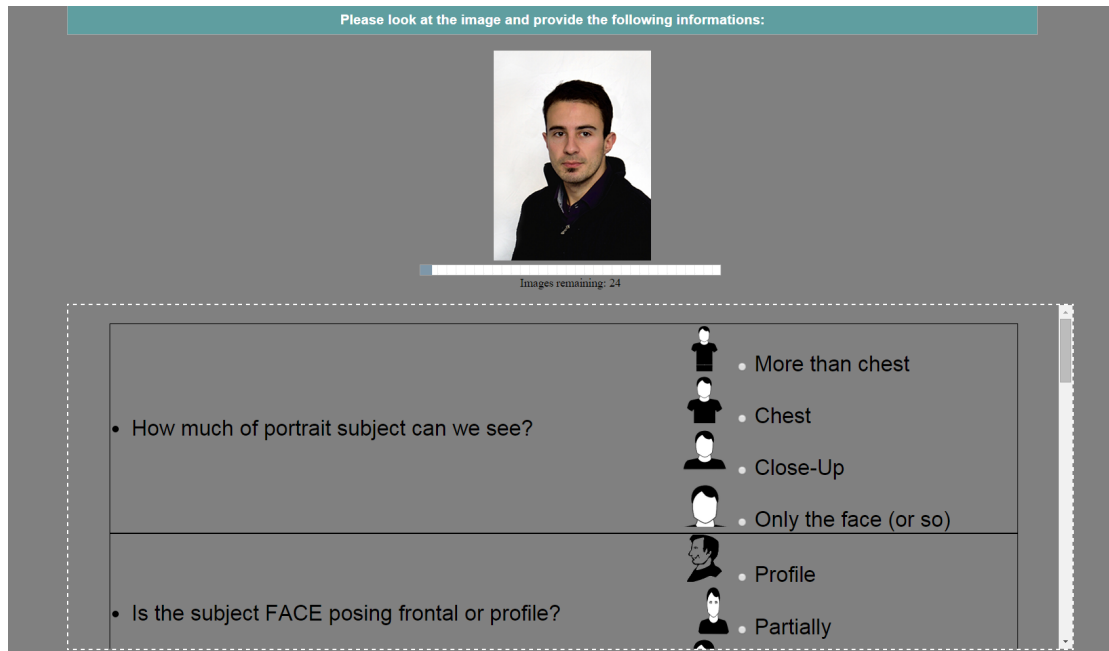 Please look at the image and provide the following informations:
Images remaining: 24
How much of portrait subject can we see?
More than chest
Chest
Close-Up
Only the face (or so)
Is the subject FACE posing frontal or profile?
Profile
Partially